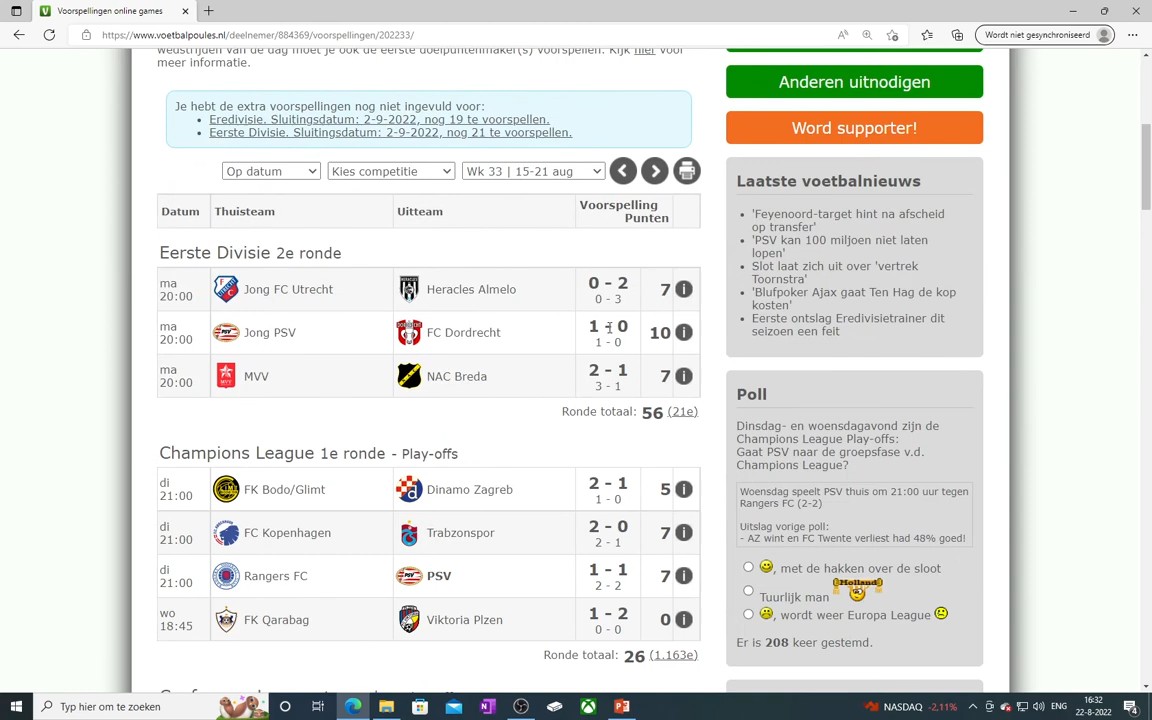 Voorspellingen online games
https://www.voetbalpoules.nl/deelnemer/884369/voorspellingen/202233/
Wordt niet gesynchroniseerd
wedstrijden van de dag moet je ook de eerste doelpuntenmaker(s) voorspellen. Kijk hier voor
meer informatie.
Je hebt de extra voorspellingen nog niet ingevuld voor:
• Eredivisie. Sluitingsdatum: 2-9-2022, nog 19 te voorspellen.
• Eerste Divisie. Sluitingsdatum: 2-9-2022, nog 21 te voorspellen.
Op datum Kies competitie Wk 33 | 15-21 aug
Datum Thuisteam Uitteam Voorspelling
Punten
Eerste Divisie 2e ronde
ma
20:00 Jong FC Utrecht Heracles Almelo 0 - 2
0 - 3 7
ma
20:00 Jong PSV FC Dordrecht 1 - 0
1 - 0 10
ma
20:00 MVV NAC Breda 2 - 1
3 - 1 7
Ronde totaal: 56 (21e)
Champions League 1e ronde - Play-offs
di
21:00 FK Bodo/Glimt Dinamo Zagreb 2 - 1
1 - 0 5
di
21:00 FC Kopenhagen Trabzonspor 2 - 0
2 - 1 7
di
21:00 Rangers FC PSV 1 - 1
2 - 2 7
wo
18:45 FK Qarabag Viktoria Plzen 1 - 2
0 - 0 0
Ronde totaal: 26 (1.163e)
Anderen uitnodigen
Word supporter!
Laatste voetbalnieuws
• 'Feyenoord-target hint na afscheid
op transfer'
• 'PSV kan 100 miljoen niet laten
lopen'
• Slot laat zich uit over 'vertrek
Toornstra'
• 'Blufpoker Ajax gaat Ten Hag de kop
kosten'
• Eerste ontslag Eredivisietrainer dit
seizoen een feit
Poll
Dinsdag- en woensdagavond zijn de
Champions League Play-offs:
Gaat PSV naar de groepsfase v.d.
Champions League?
Woensdag speelt PSV thuis om 21:00 uur tegen
Rangers FC (2-2)
Uitslag vorige poll:
- AZ wint en FC Twente verliest had 48% goed!
, met de hakken over de sloot
Tuurlijk man
, wordt weer Europa League
Er is 208 keer gestemd.
Typ hier om te zoeken
NASDAQ -2,11% ENG 16:32
22-8-2022